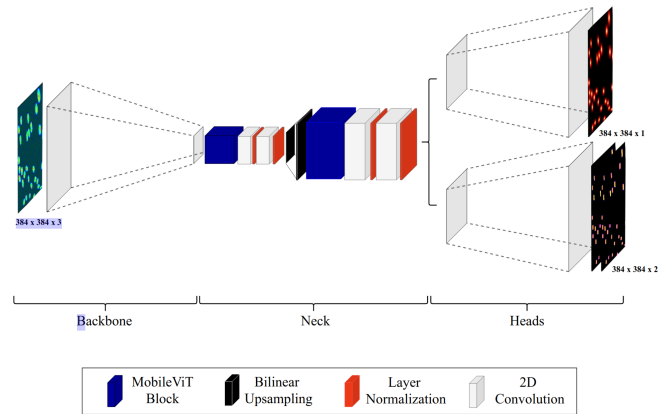 384 x 384 x 1
384 x 384 x 3
384 x 384 x 2
Backbone
Neck
Heads
MobileViT
Block
Bilinear
Upsampling
Layer
Normalization
2D
Convolution